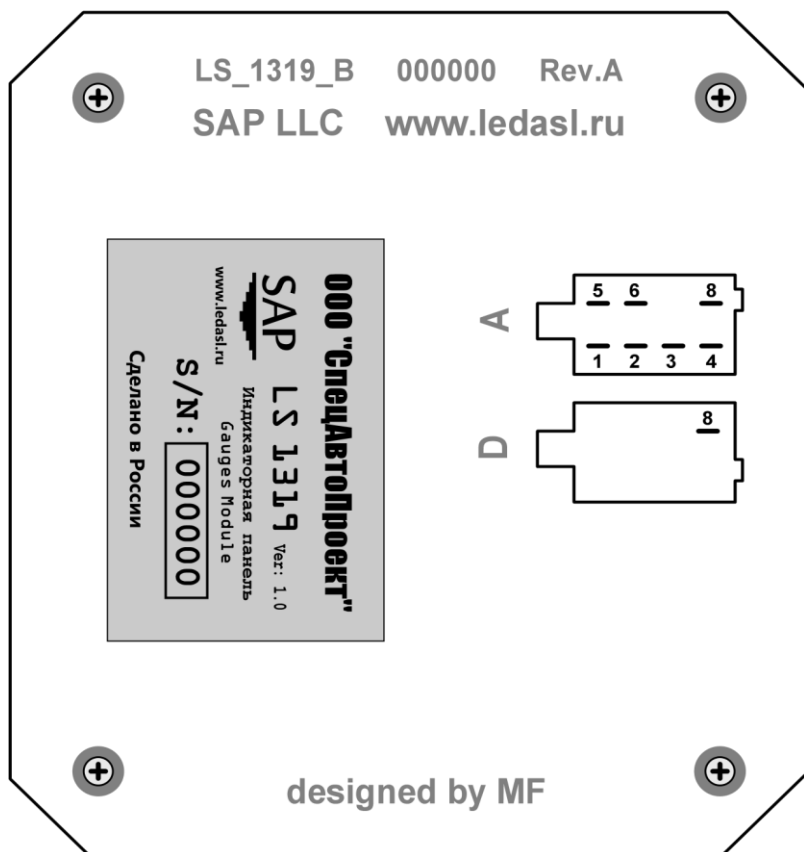 LS_1319_B 000000 Rev.A
SAP LLC www.ledasl.ru
ООО "СпецАвтоПроект"
SAP LS 1319 Ver: 1.0
www.ledasl.ru
Индикаторная панель
Gauges Module
S/N: 000000
Сделано в России
A
5 6 8
1 2 3 4
D
8
designed by MF